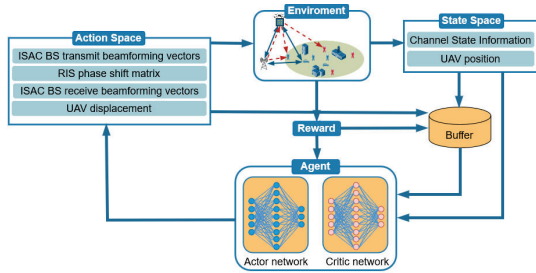 Action Space
ISAC BS transmit beamforming vectors
RIS phase shift matrix
ISAC BS receive beamforming vectors
UAV displacement
Enviroment
State Space
Channel State Information
UAV position
Reward
Buffer
Agent
Actor network
Critic network